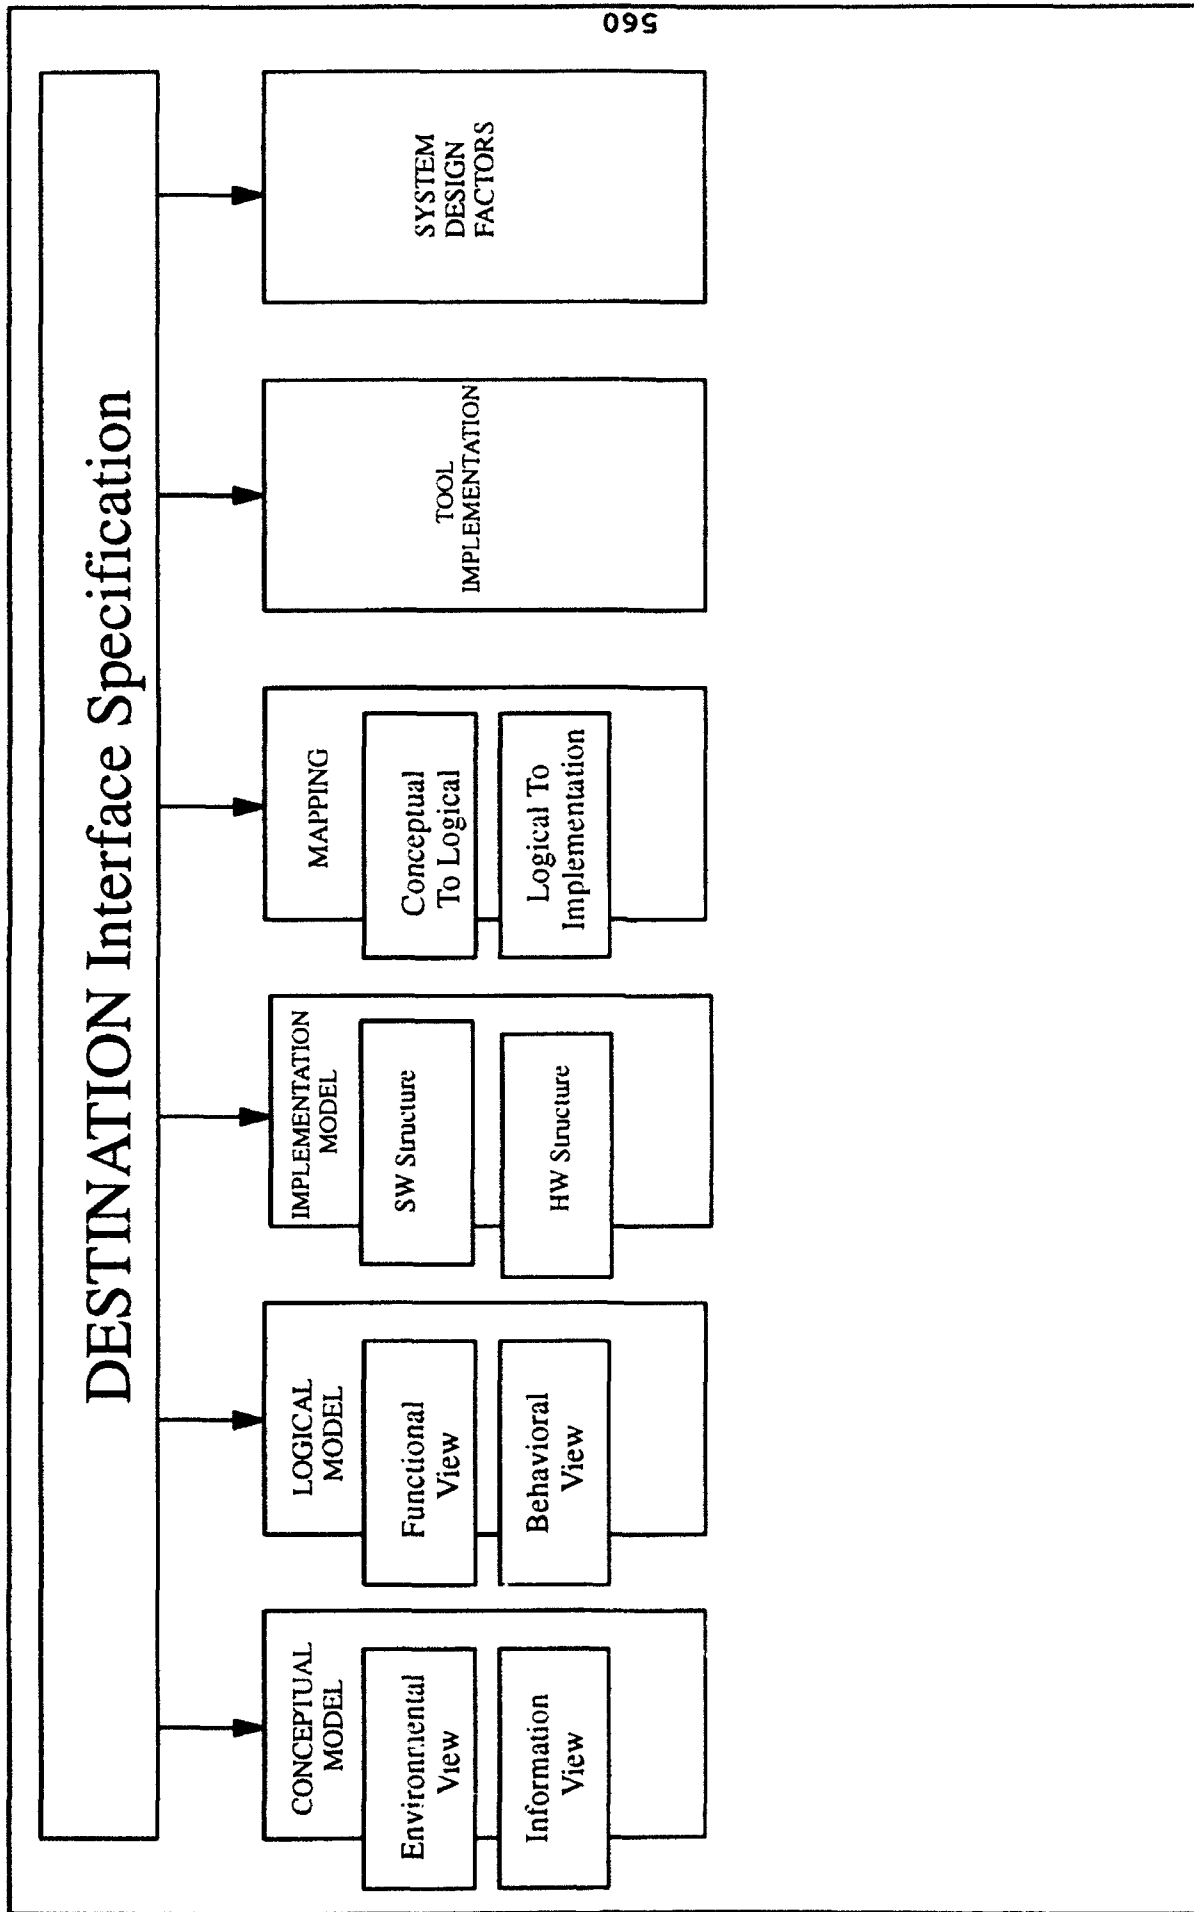 DESTINATION Interface Specification
CONCEPTUAL
MODEL
Environmental
View
Information
View
LOGICAL
MODEL
Functional
View
Behavioral
View
IMPLEMENTATION
MODEL
SW Structure
HW Structure
MAPPING
Conceptual
To Logical
Logical To
Implementation
TOOL
IMPLEMENTATION
SYSTEM
DESIGN
FACTORS
560